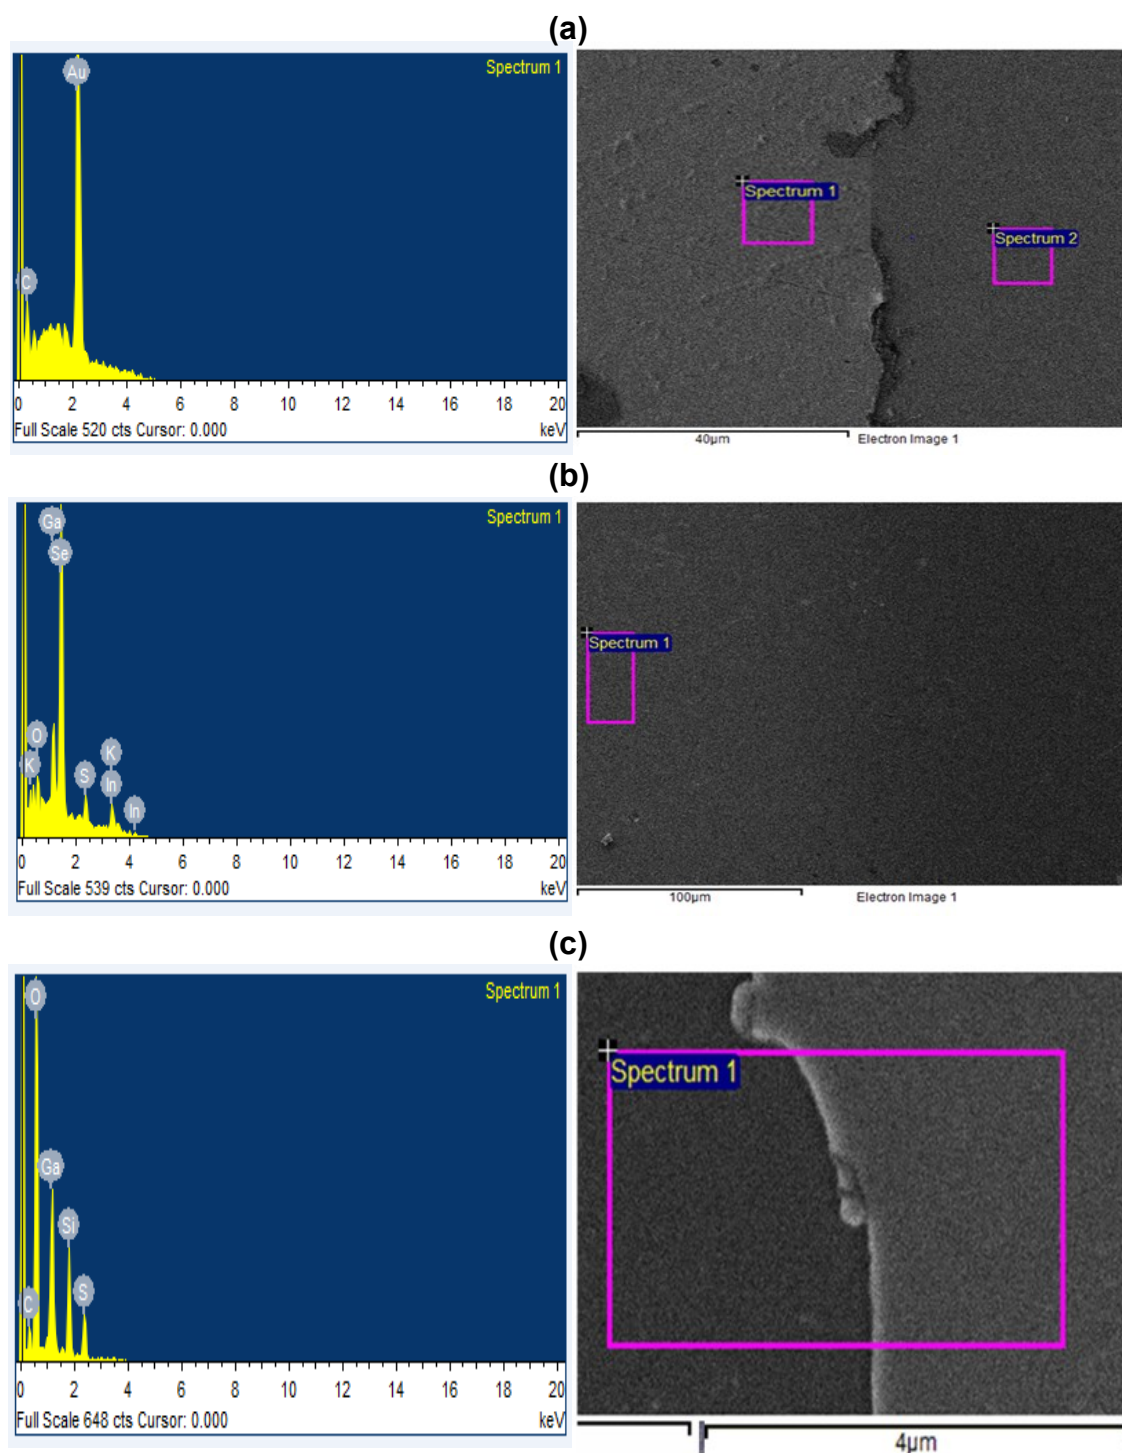 (a)
Spectrum 1
Au
C
0 2 4 6 8 10 12 14 16 18 20
Full Scale 520 cts Cursor: 0.000 keV
Spectrum 1
Spectrum 2
40µm Electron Image 1
(b)
Spectrum 1
Ga
Se
O
K
K
S
In
In
0 2 4 6 8 10 12 14 16 18 20
Full Scale 539 cts Cursor: 0.000 keV
Spectrum 1
100µm Electron Image 1
(c)
Spectrum 1
O
Ga
Si
S
C
0 2 4 6 8 10 12 14 16 18 20
Full Scale 648 cts Cursor: 0.000 keV
Spectrum 1
4µm